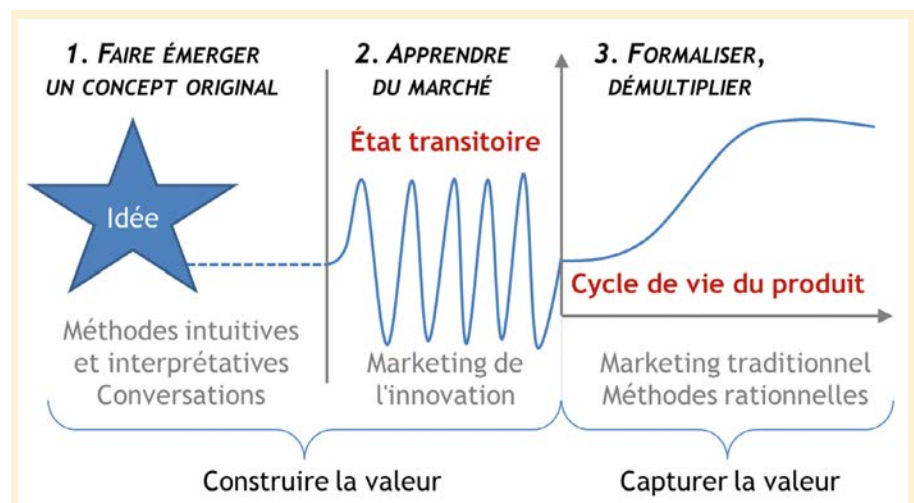 1. FAIRE ÉMERGER
UN CONCEPT ORIGINAL
2. APPRENDRE
DU MARCHÉ
3. FORMALISER,
DÉMULTIPLIER
État transitoire
Idée
Cycle de vie du produit
Méthodes intuitives
et interprétatives
Conversations
Marketing de
l'innovation
Marketing traditionnel
Méthodes rationnelles
Construire la valeur
Capturer la valeur